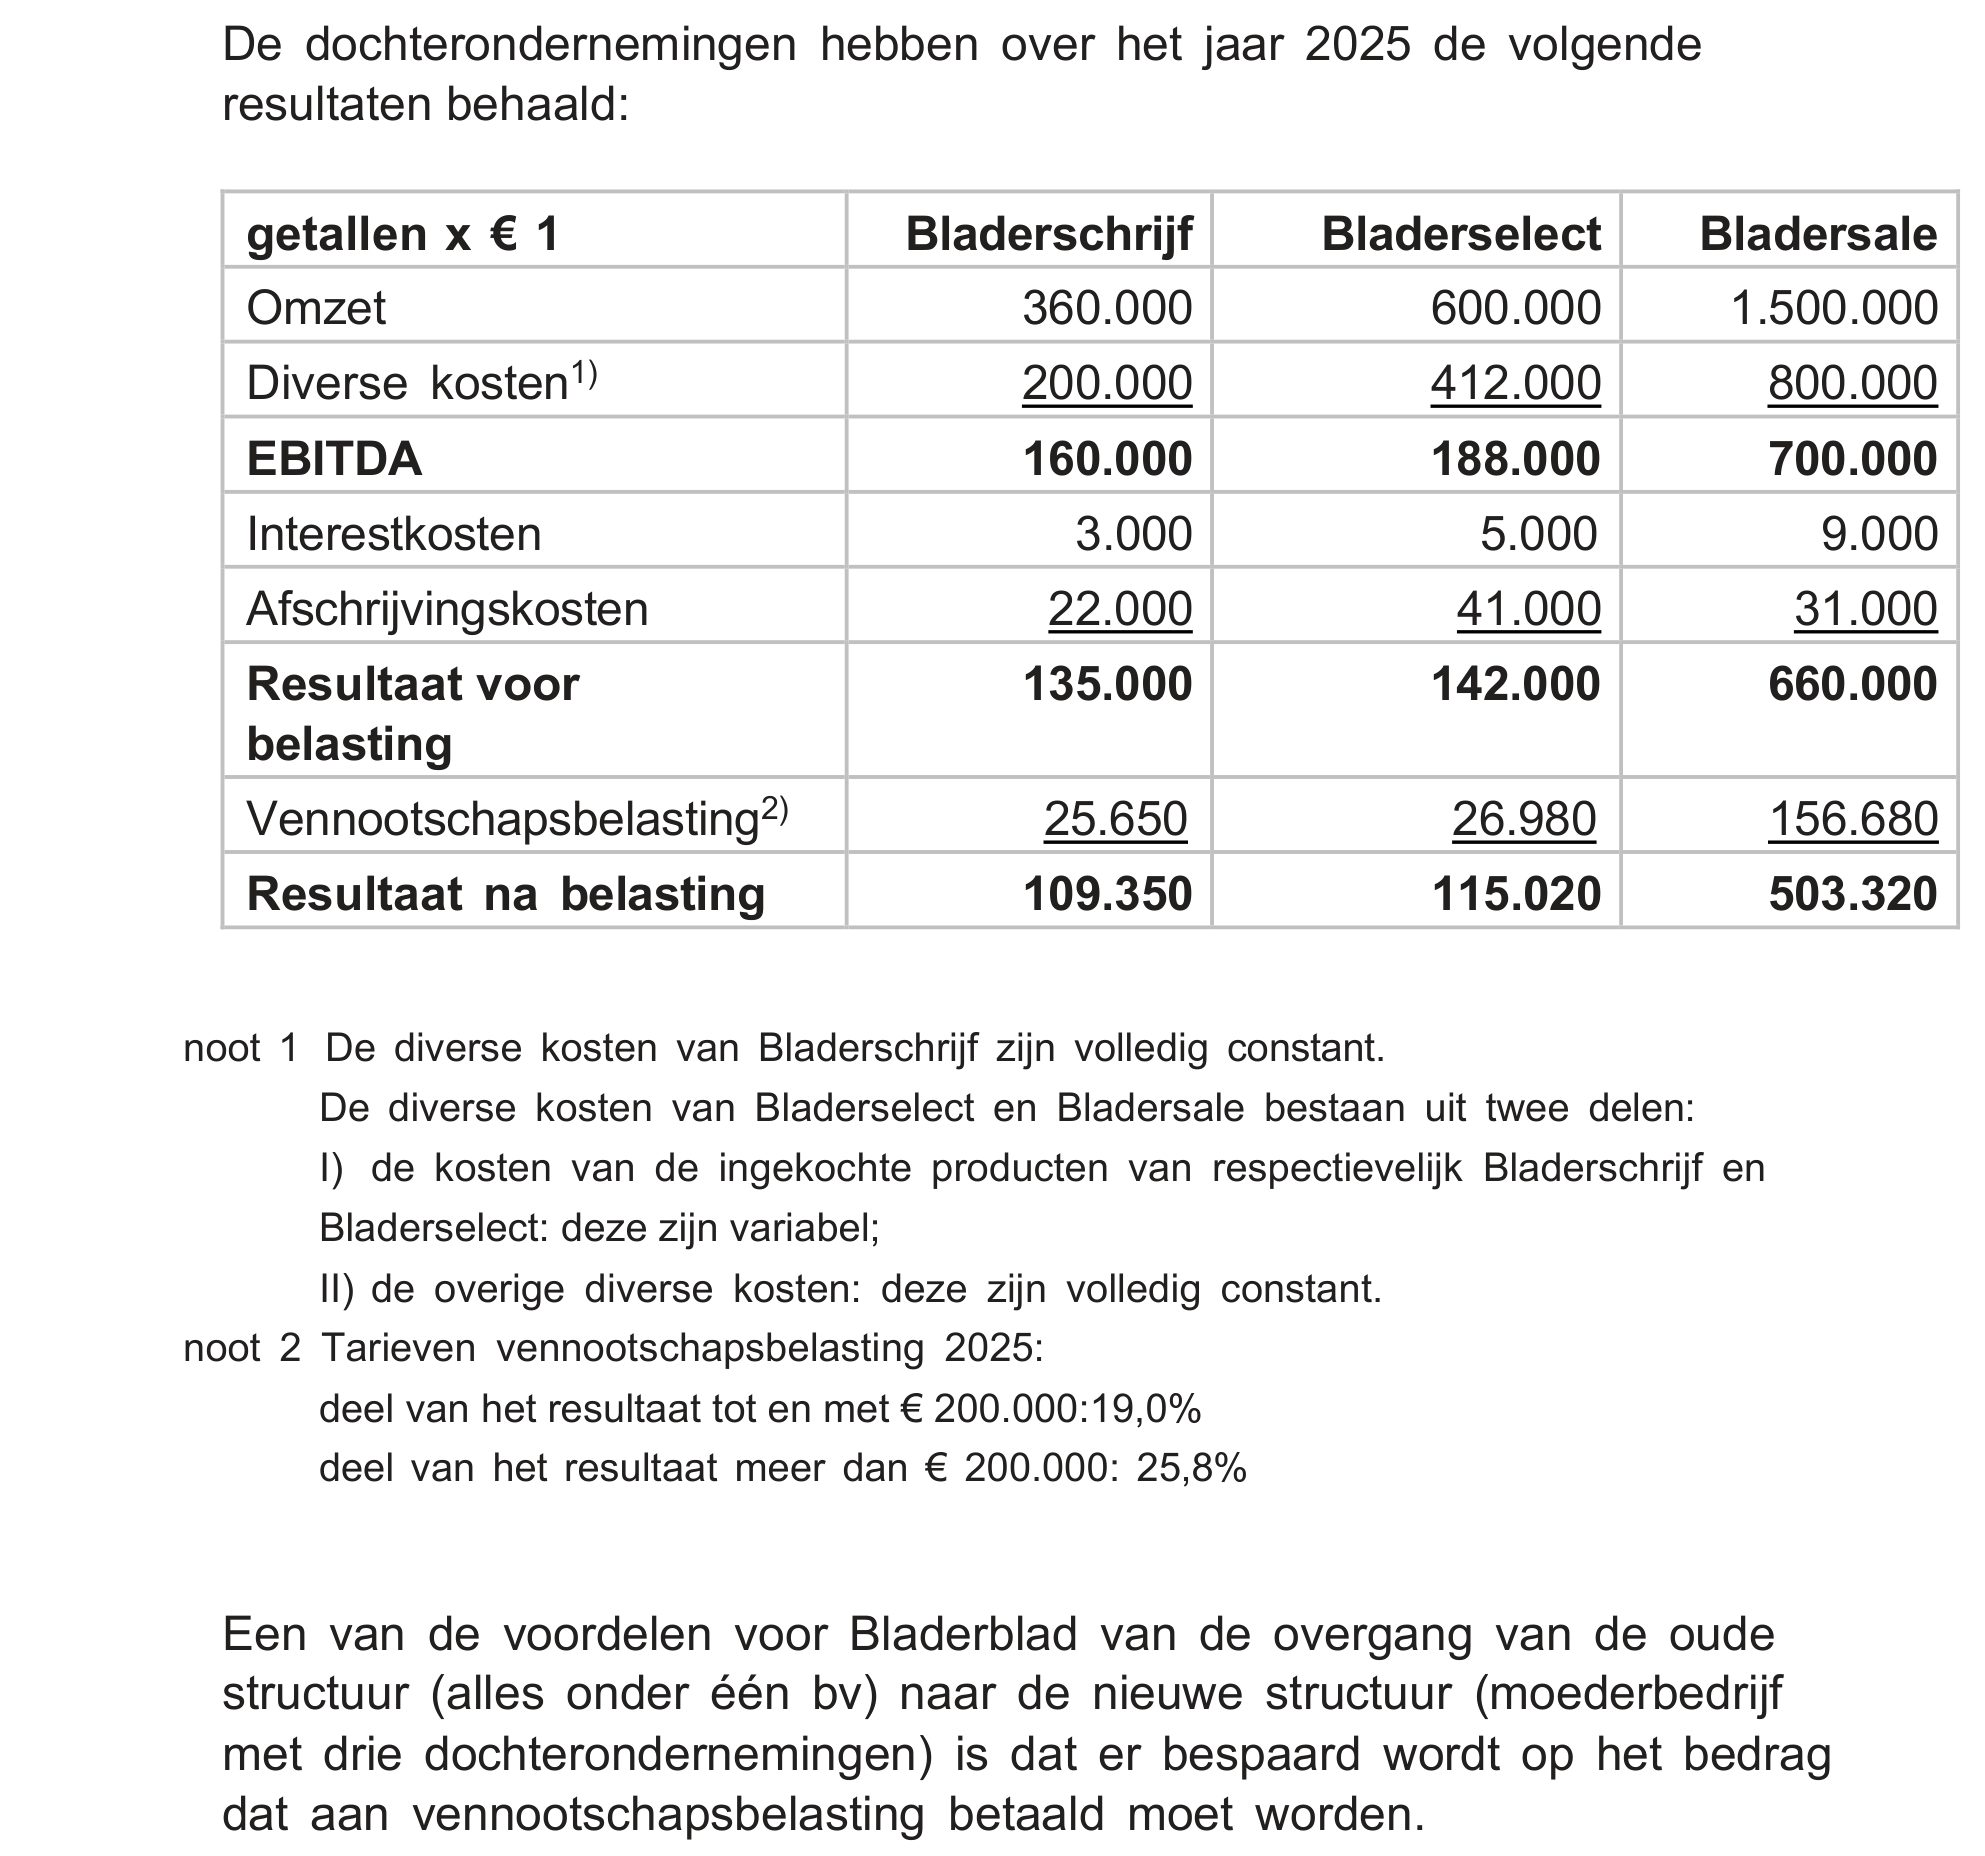 De dochterondernemingen hebben over het jaar 2025 de volgende
resultaten behaald:
getallen x € 1 Bladerschrijf Bladerselect Bladersale
Omzet 360.000 600.000 1.500.000
Diverse kosten1) 200.000 412.000 800.000
EBITDA 160.000 188.000 700.000
Interestkosten 3.000 5.000 9.000
Afschrijvingskosten 22.000 41.000 31.000
Resultaat voor 135.000 142.000 660.000
belasting
Vennootschapsbelasting2) 25.650 26.980 156.680
Resultaat na belasting 109.350 115.020 503.320
noot 1 De diverse kosten van Bladerschrijf zijn volledig constant.
De diverse kosten van Bladerselect en Bladersale bestaan uit twee delen:
I) de kosten van de ingekochte producten van respectievelijk Bladerschrijf en
Bladerselect: deze zijn variabel;
II) de overige diverse kosten: deze zijn volledig constant.
noot 2 Tarieven vennootschapsbelasting 2025:
deel van het resultaat tot en met € 200.000:19,0%
deel van het resultaat meer dan € 200.000: 25,8%
Een van de voordelen voor Bladerblad van de overgang van de oude
structuur (alles onder één bv) naar de nieuwe structuur (moederbedrijf
met drie dochterondernemingen) is dat er bespaard wordt op het bedrag
dat aan vennootschapsbelasting betaald moet worden.